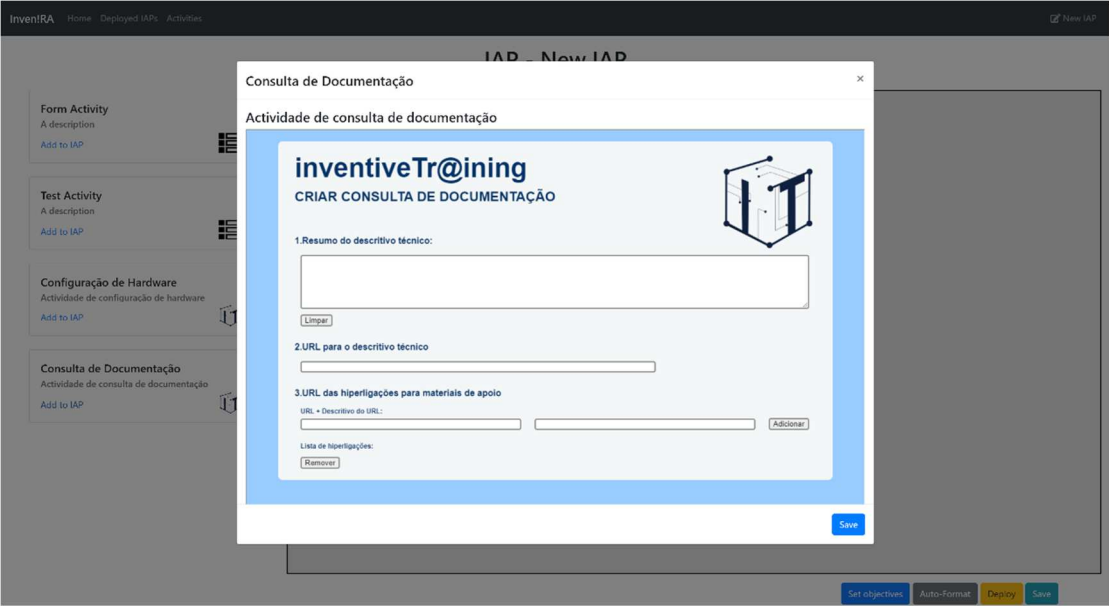 Inven!RA Home Deployed IAPs Activities New IAP
IAP - New IAP
Form Activity
A description
Add to IAP
Test Activity
A description
Add to IAP
Configuração de Hardware
Actividade de configuração de hardware
Add to IAP
Consulta de Documentação
Actividade de consulta de documentação
Add to IAP
Consulta de Documentação ×
Actividade de consulta de documentação
inventiveTr@ining
CRIAR CONSULTA DE DOCUMENTAÇÃO
IT
1.Resumo do descritivo técnico:
Limpar
2.URL para o descritivo técnico
3.URL das hiperligações para materiais de apoio
URL + Descritivo do URL:
Adicionar
Lista de hiperligações:
Remover
Save
Set objectives Auto-Format Deploy Save